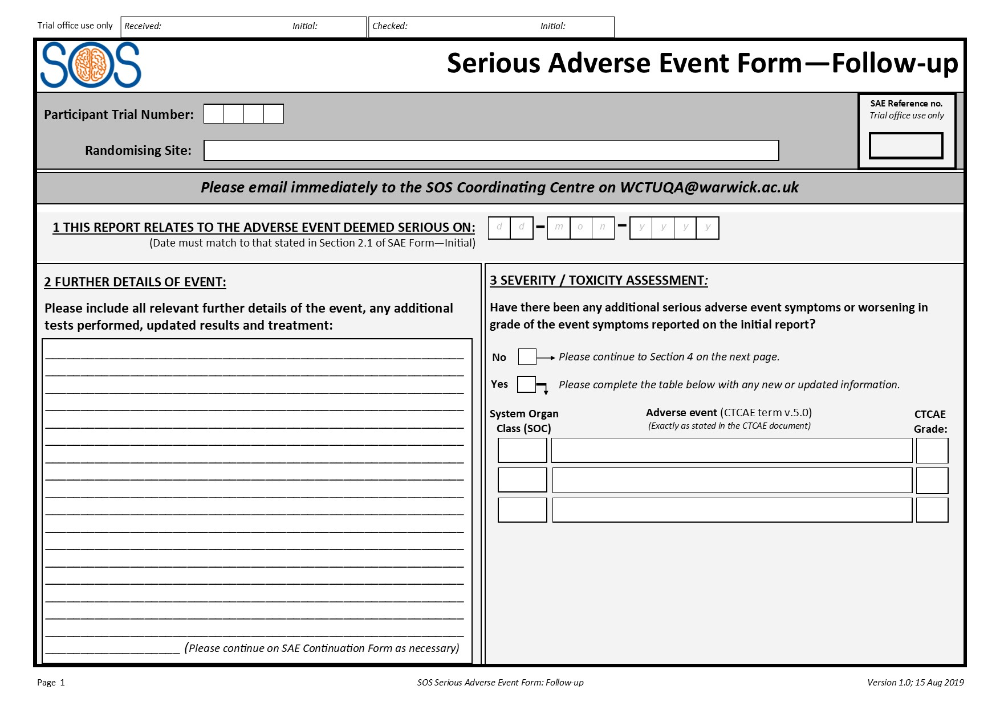 Trial office use only Received: Initial: Checked: Initial:
SOS
Serious Adverse Event Form—Follow-up
Participant Trial Number:
SAE Reference no.
Trial office use only
Randomising Site:
Please email immediately to the SOS Coordinating Centre on WCTUQA@warwick.ac.uk
1 THIS REPORT RELATES TO THE ADVERSE EVENT DEEMED SERIOUS ON: d d – m o n – y y y y
(Date must match to that stated in Section 2.1 of SAE Form—Initial)
2 FURTHER DETAILS OF EVENT:
Please include all relevant further details of the event, any additional
tests performed, updated results and treatment:
(Please continue on SAE Continuation Form as necessary)
3 SEVERITY / TOXICITY ASSESSMENT:
Have there been any additional serious adverse event symptoms or worsening in
grade of the event symptoms reported on the initial report?
No Please continue to Section 4 on the next page.
Yes Please complete the table below with any new or updated information.
System Organ
Class (SOC)
Adverse event (CTCAE term v.5.0)
(Exactly as stated in the CTCAE document)
CTCAE
Grade:
Page 1 SOS Serious Adverse Event Form: Follow-up Version 1.0; 15 Aug 2019